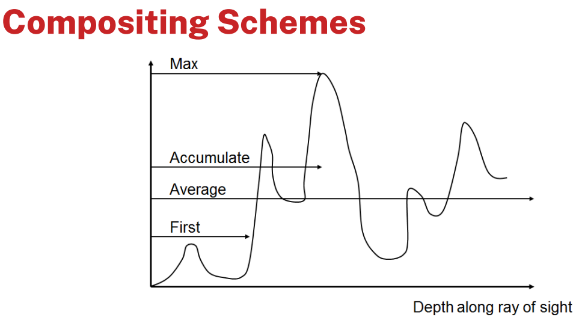 Compositing Schemes
Max
Accumulate
Average
First
Depth along ray of sight